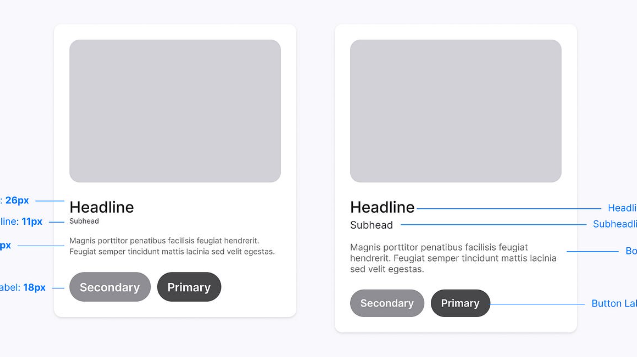 : 26px
Headline
line: 11px
Subhead
px
Magnis porttitor penatibus facilisis feugiat hendrerit.
Feugiat semper tincidunt mattis lacinia sed velit egestas.
abel: 18px
Secondary
Primary
Headline
Headli
Subhead
Subheadli
Magnis porttitor penatibus facilisis feugiat
hendrerit. Feugiat semper tincidunt mattis lacinia
sed velit egestas.
Bo
Secondary
Primary
Button Lal